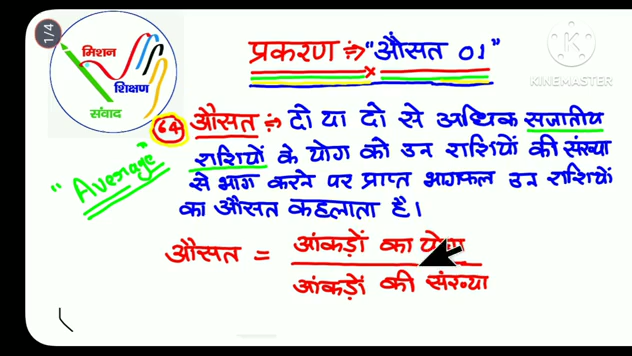 1/4
मिशन
शिक्षण
संवाद
KINEMASTER
प्रकरण ⇒ "औसत 01"
64 औसत ⇒ दो या दो से अधिक सजातीय
राशियों के योग को उन राशियों की संख्या
से भाग करने पर प्राप्त भागफल उन राशियों
का औसत कहलाता है।
"Average"
औसत = आंकड़ों का योग
आंकड़ों की संख्या